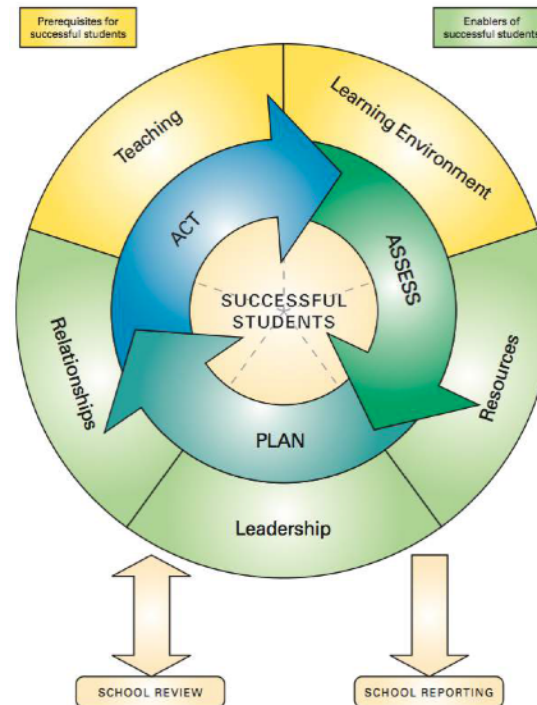 Prerequisites for
successful students
Enablers of
successful students
Teaching
Learning Environment
ACT
ASSESS
SUCCESSFUL
STUDENTS
Relationships
Resources
PLAN
Leadership
SCHOOL REVIEW
SCHOOL REPORTING